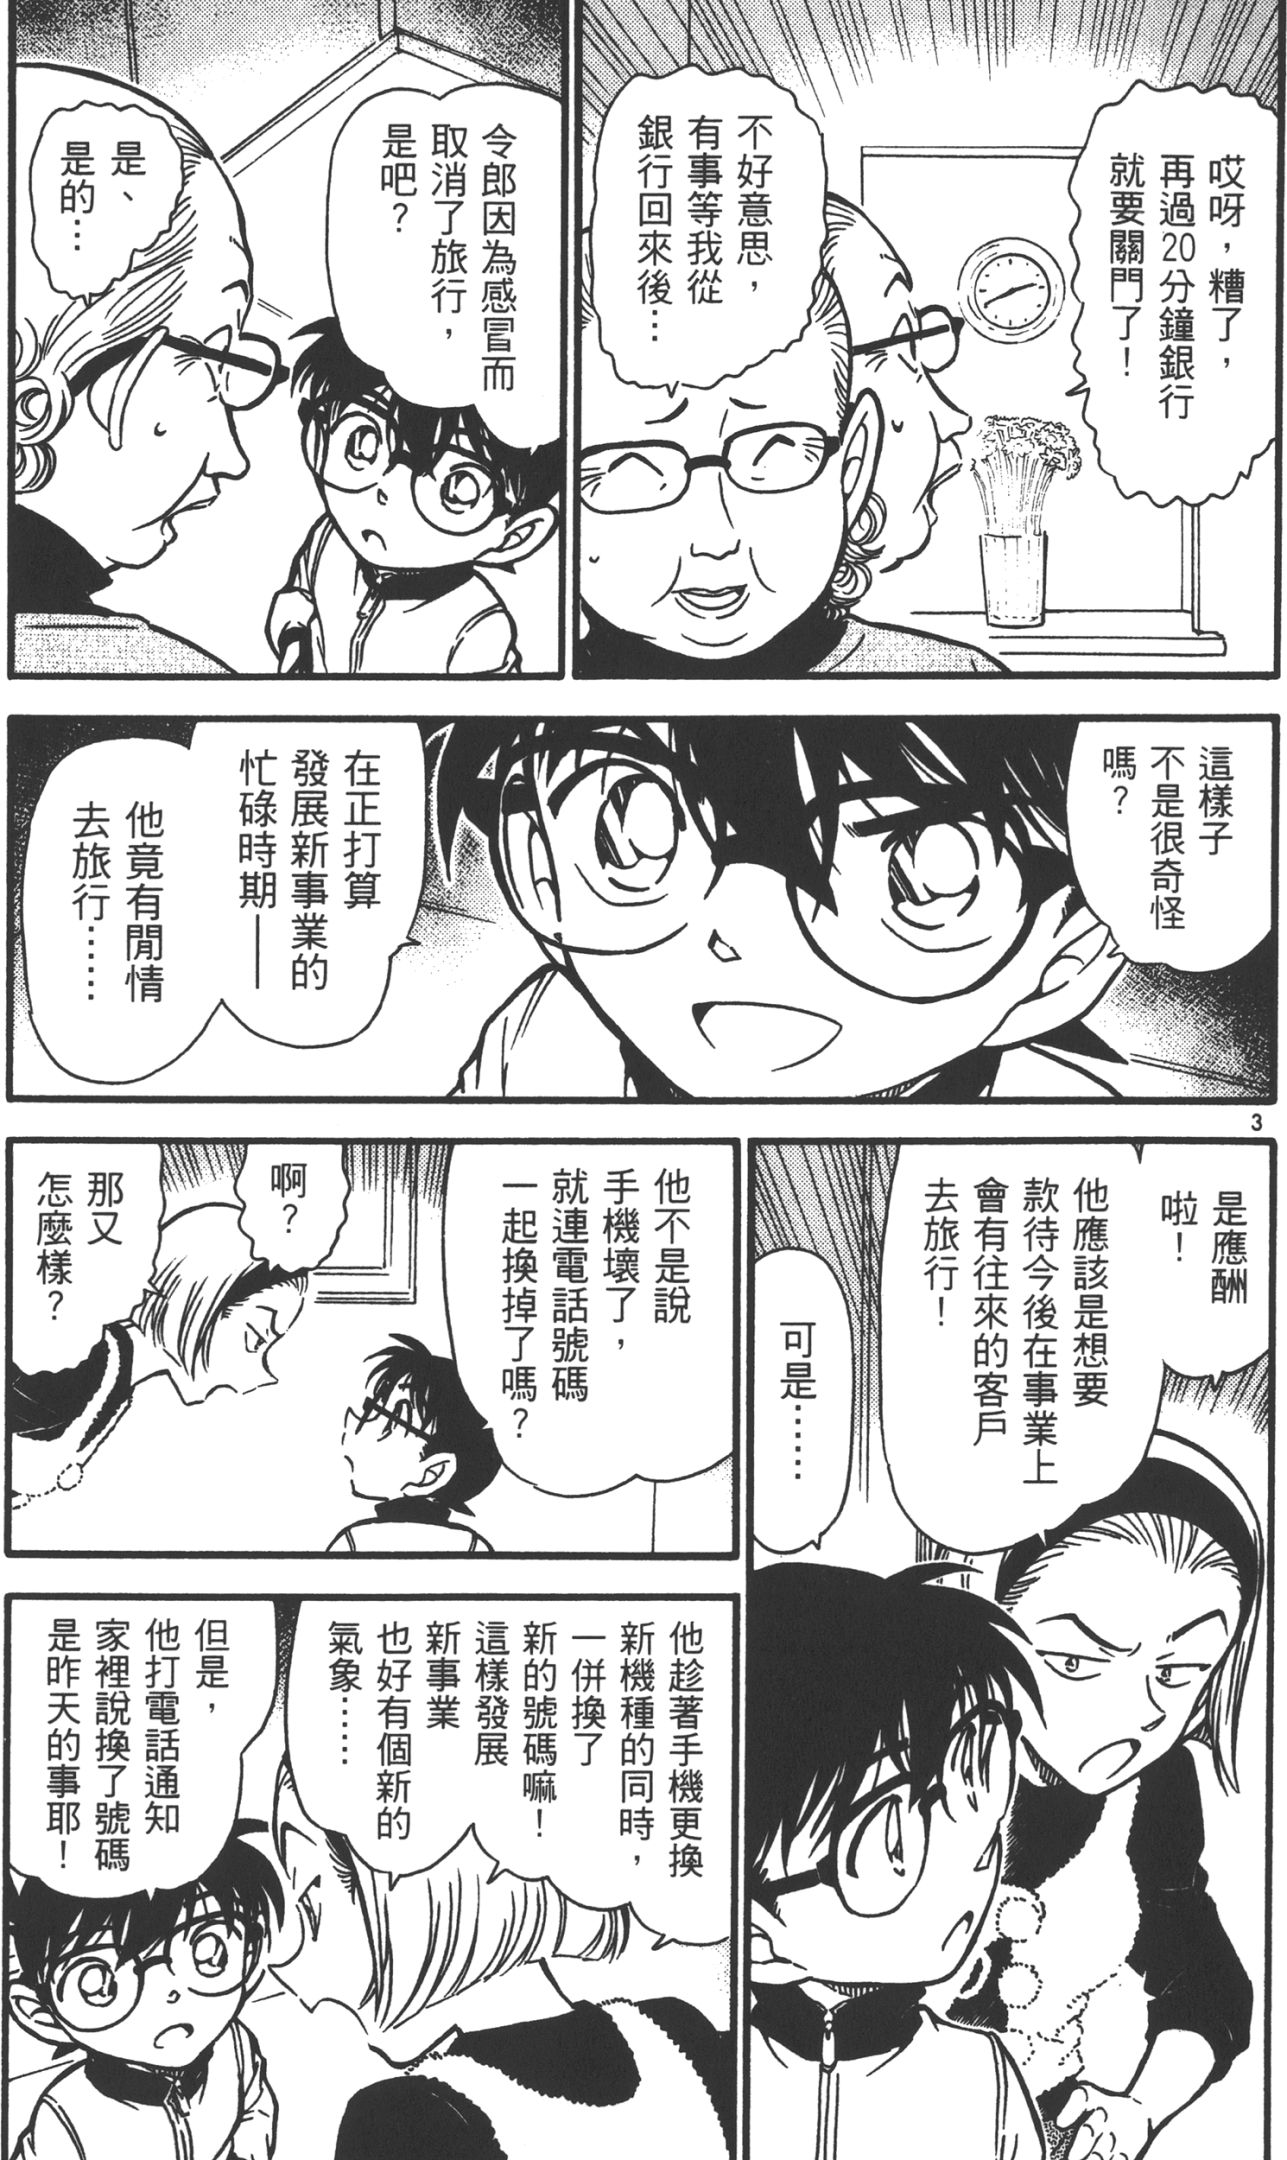 哎呀，糟了，
再過20分鐘銀行
就要關門了！
不好意思，
有事等我從
銀行回來後…
令郎因為感冒而
取消了旅行，
是吧？
是、
是的…
這樣子
不是很奇怪
嗎？
在正打算
發展新事業的
忙碌時期——
他竟有閒情
去旅行……
3
是應酬
啦！
他應該是想要
款待今後在事業上
會有往來的客戶
去旅行！
可是……
他不是說
手機壞了，
就連電話號碼
一起換掉了嗎？
啊？
那又
怎麼樣？
他趁著手機更換
新機種的同時，
一併換了
新的號碼嘛！
這樣發展
新事業
也好有個新的
氣象……
但是，
他打電話通知
家裡說換了號碼
是昨天的事耶！